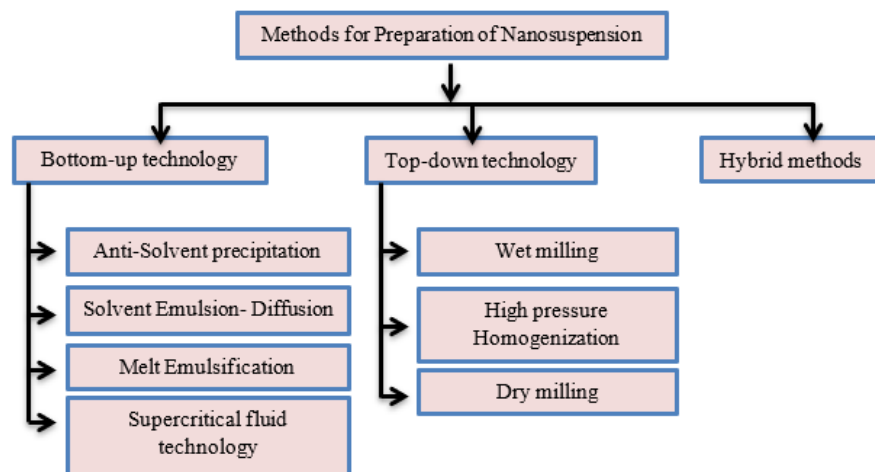 Methods for Preparation of Nanosuspension
Bottom-up technology
Top-down technology
Hybrid methods
Anti-Solvent precipitation
Solvent Emulsion- Diffusion
Melt Emulsification
Supercritical fluid
technology
Wet milling
High pressure
Homogenization
Dry milling